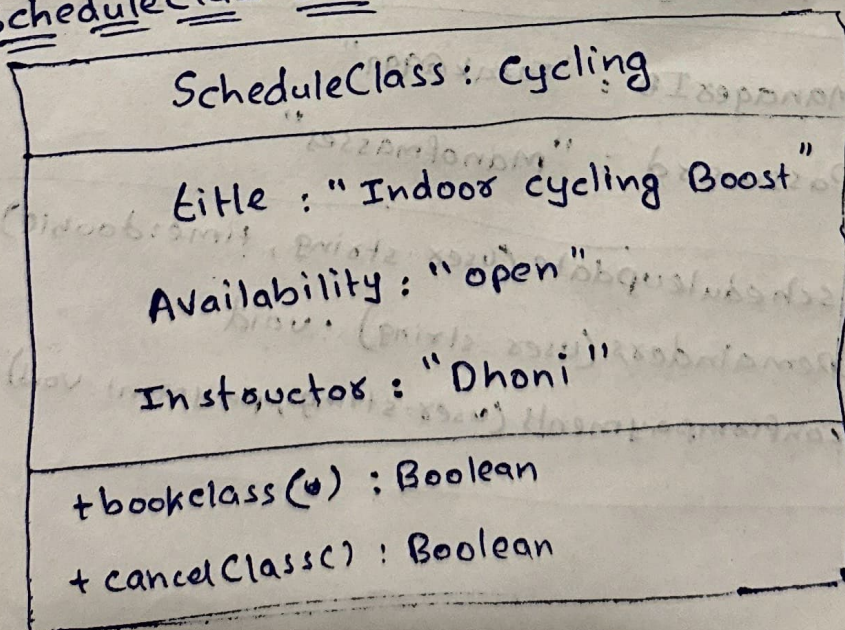 ScheduleClass : Cycling
title : "Indoor cycling Boost"
Availability : "open"
Instructor : "Dhoni"
+bookclass() : Boolean
+ cancelClass() : Boolean